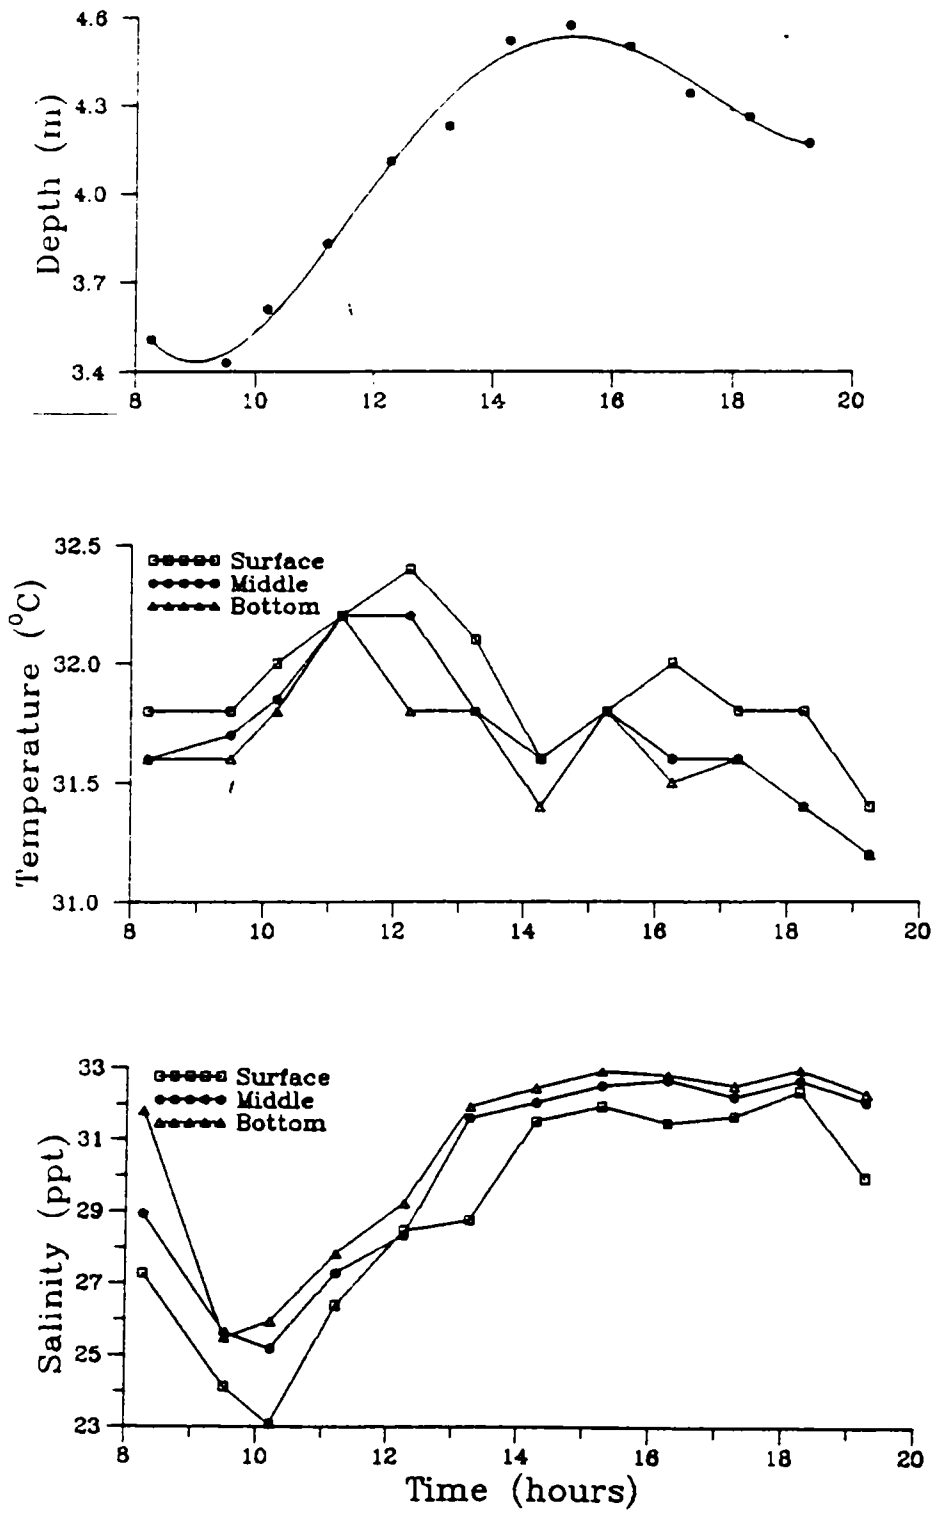 4.6
4.3
4.0
3.7
3.4
Depth (m)
8 10 12 14 16 18 20
32.5
32.0
31.5
31.0
Temperature (⁰C)
Surface
Middle
Bottom
8 10 12 14 16 18 20
33
31
29
27
25
23
Salinity (ppt)
Surface
Middle
Bottom
8 10 12 14 16 18 20
Time (hours)